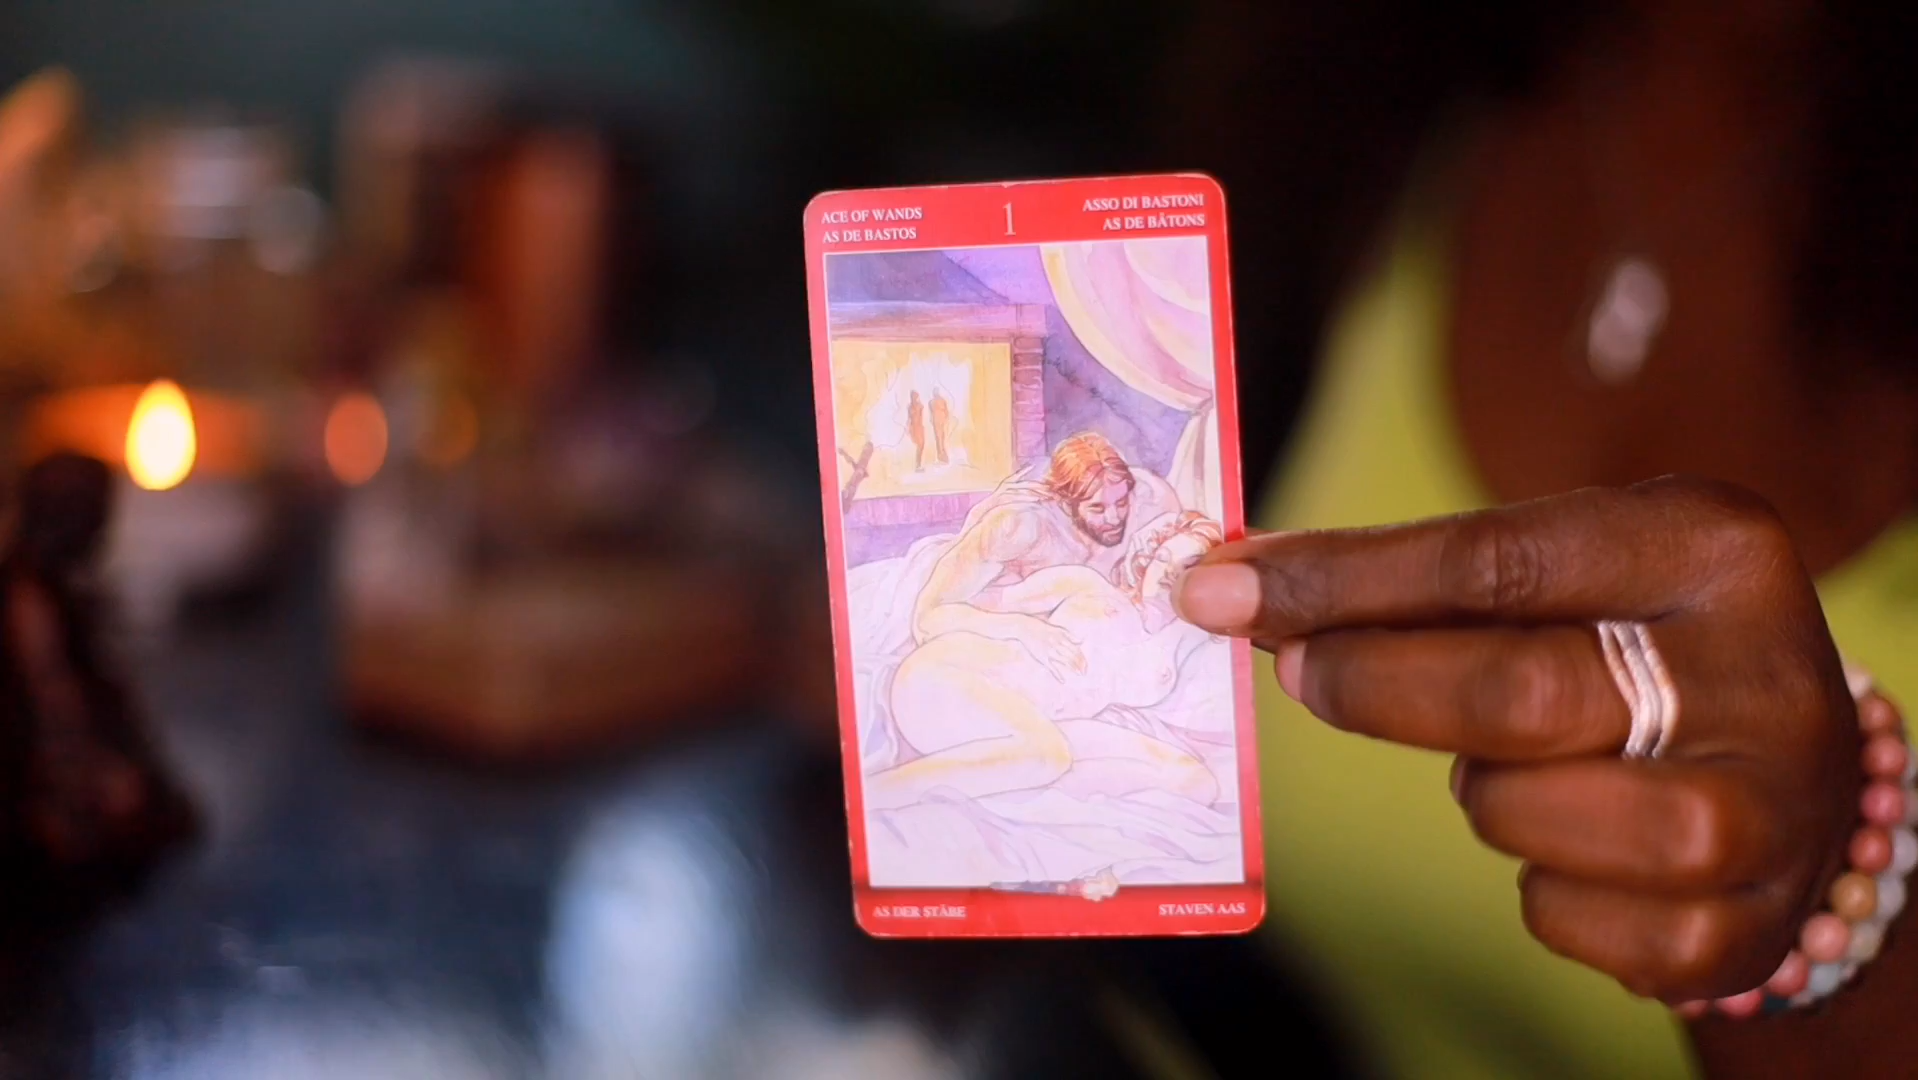 ACE OF WANDS
AS DE BASTOS
1
ASSO DI BASTONI
AS DE BÂTONS
AS DER STÄBE
STAVEN AAS